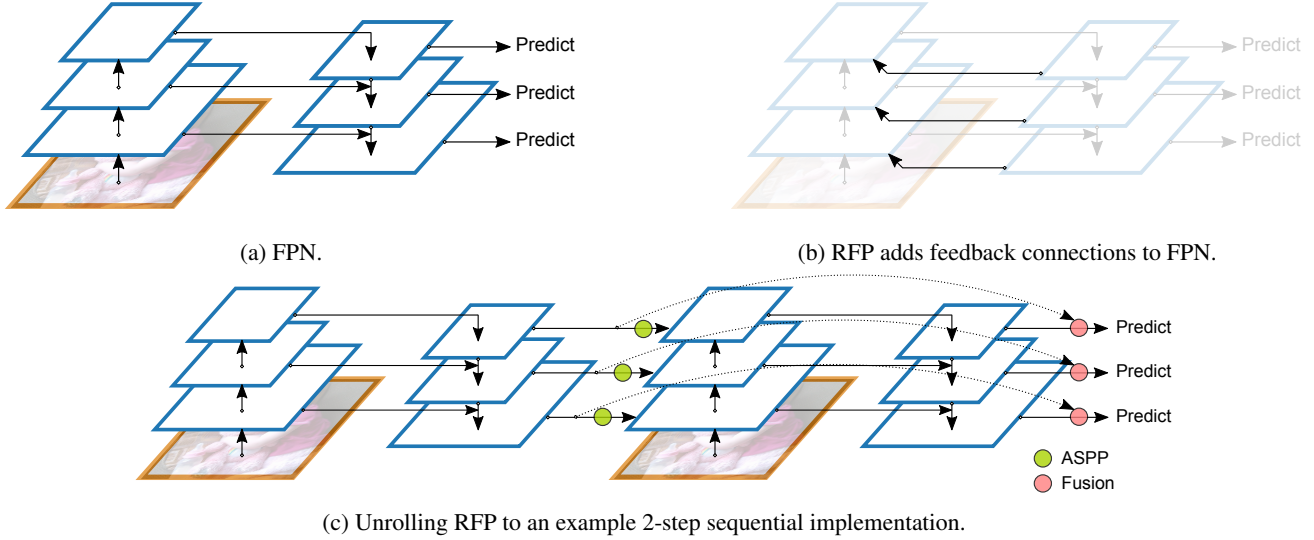 Predict
Predict
Predict
Predict
Predict
Predict
(a) FPN.
(b) RFP adds feedback connections to FPN.
Predict
Predict
Predict
ASPP
Fusion
(c) Unrolling RFP to an example 2-step sequential implementation.